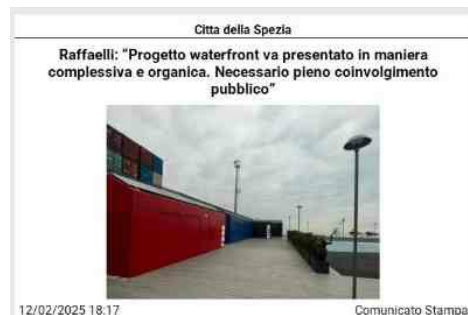 Citta della Spezia
Raffaelli: “Progetto waterfront va presentato in maniera
complessiva e organica. Necessario pieno coinvolgimento
pubblico”
12/02/2025 18:17 Comunicato Stampa